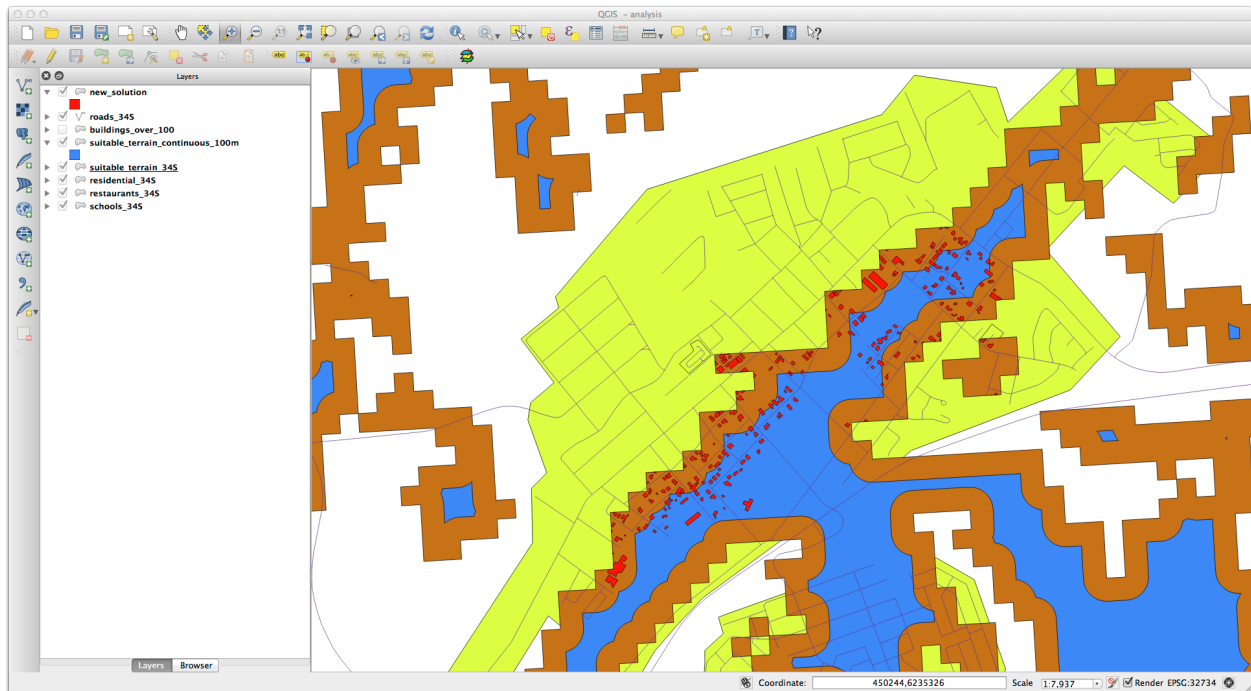 QGIS - analysis
Layers
new_solution
roads_34S
buildings_over_100
suitable_terrain_continuous_100m
suitable_terrain_34S
residential_34S
restaurants_34S
schools_34S
Layers
Browser
Coordinate:
450244,6235326
Scale
1:7,937
Render
EPSG:32734